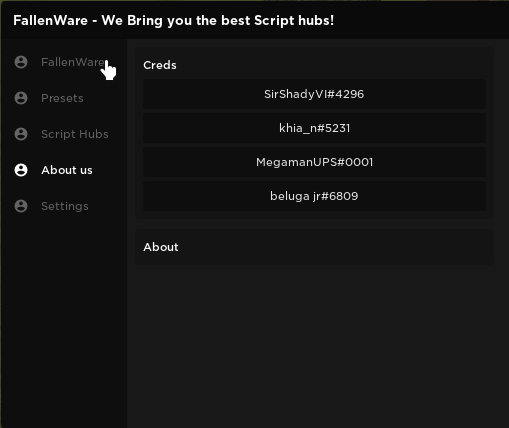 FallenWare - We Bring you the best Script hubs!
FallenWare
Presets
Script Hubs
About us
Settings
Creds
SirShadyVI#4296
khia_n#5231
MegamanUPS#0001
beluga jr#6809
About